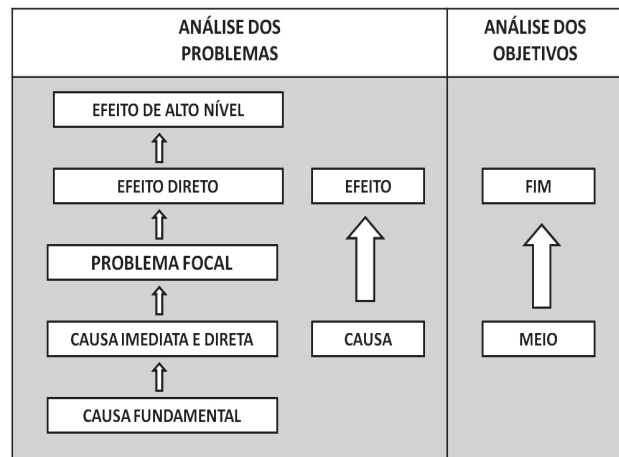 ANÁLISE DOS
PROBLEMAS
ANÁLISE DOS
OBJETIVOS
EFEITO DE ALTO NÍVEL
EFEITO DIRETO
EFEITO
FIM
PROBLEMA FOCAL
CAUSA IMEDIATA E DIRETA
CAUSA
MEIO
CAUSA FUNDAMENTAL